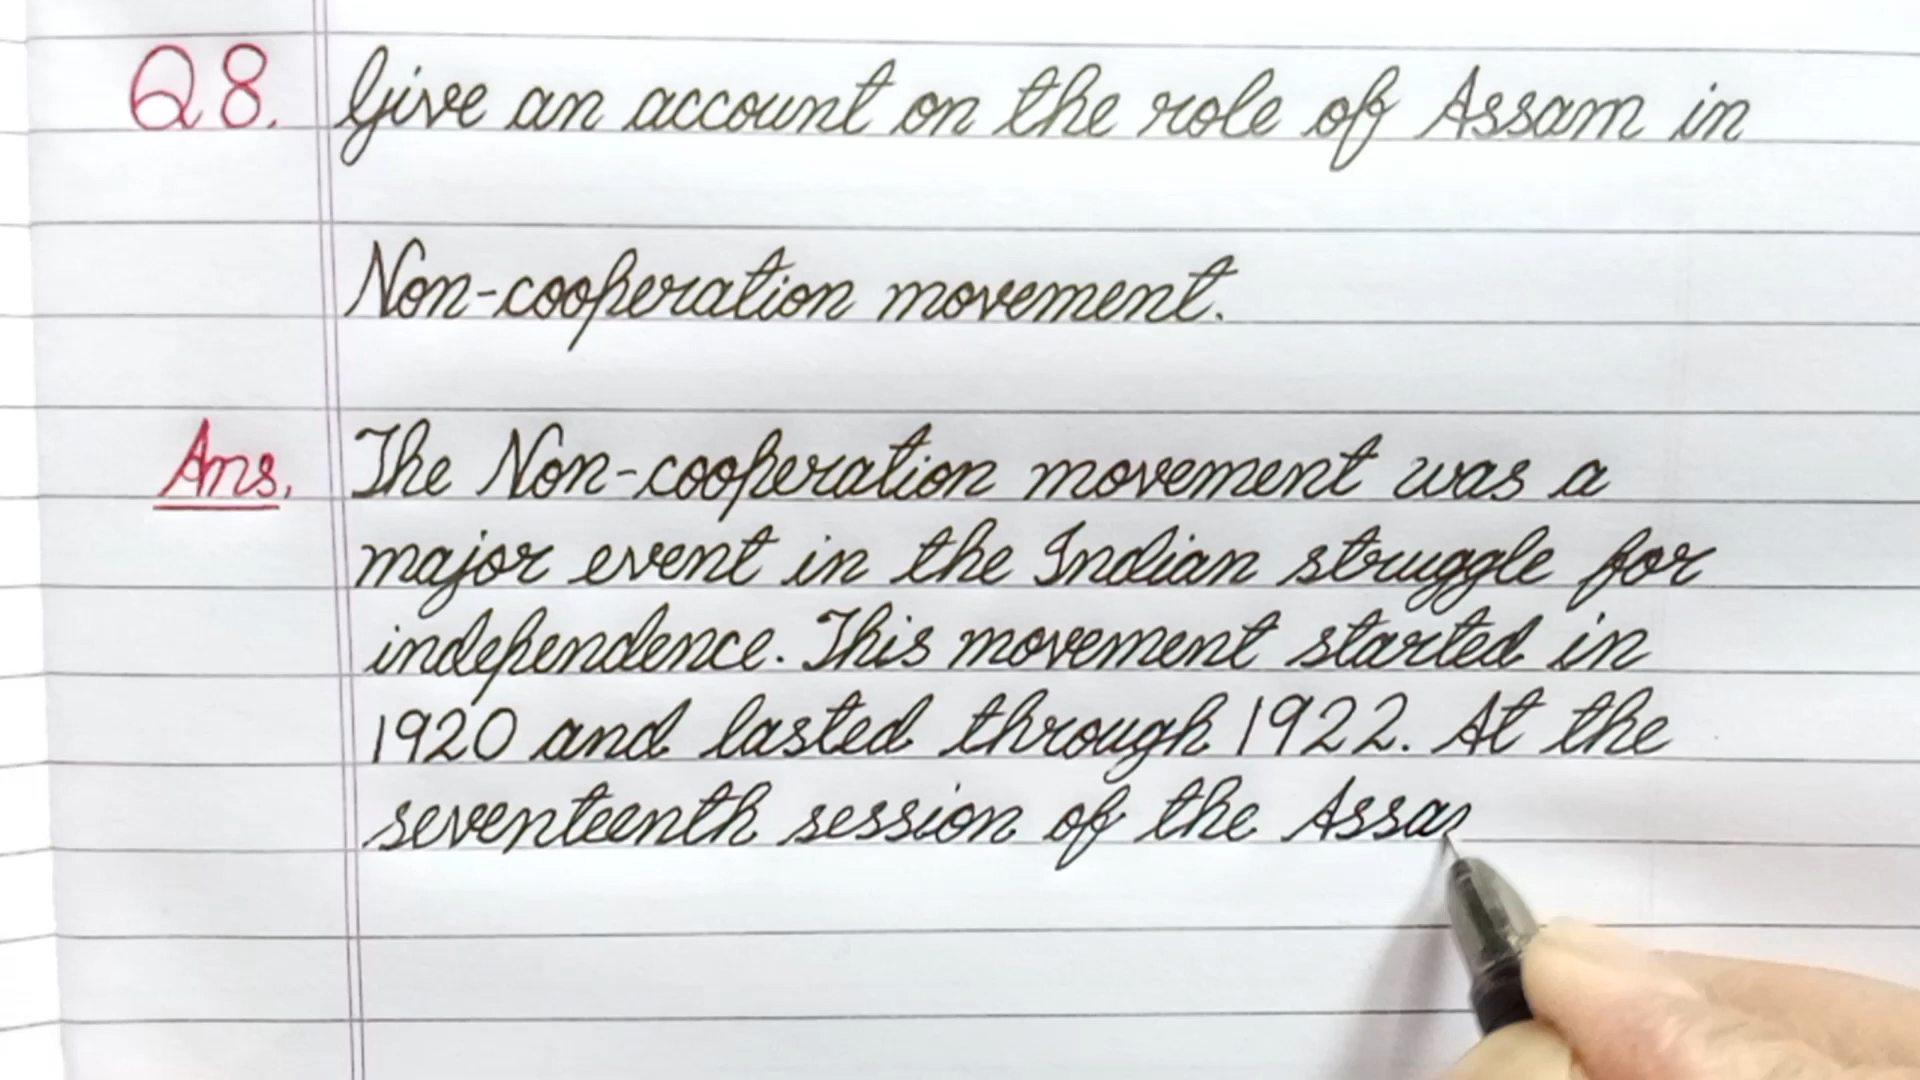 Q8. Give an account on the role of Assam in
Non-cooperation movement.
Ans. The Non-cooperation movement was a
major event in the Indian struggle for
independence. This movement started in
1920 and lasted through 1922. At the
seventeenth session of the Assa